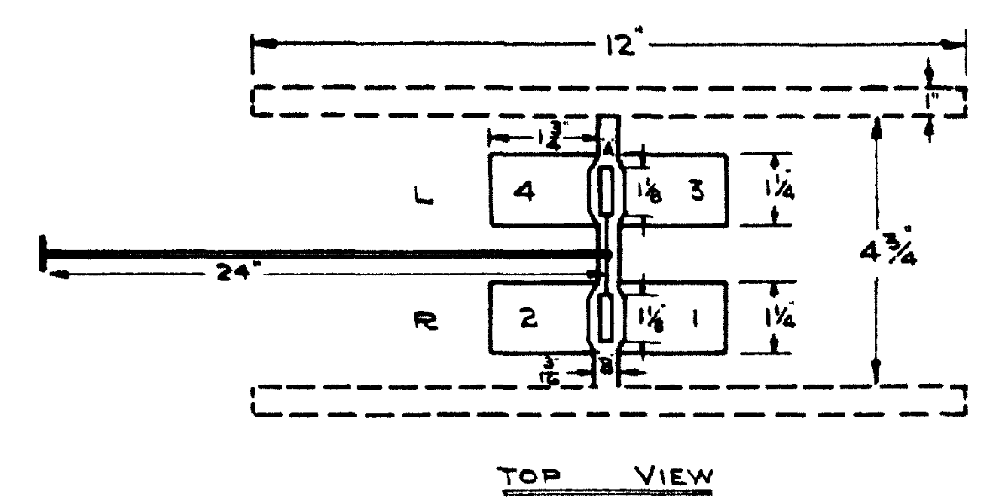 12"
1"
1 3/4"
A
L 4 1 1/8 3 1 1/4"
4 3/4"
24"
R 2 1 1/8" 1 1 1/4"
3/16 B
TOP VIEW